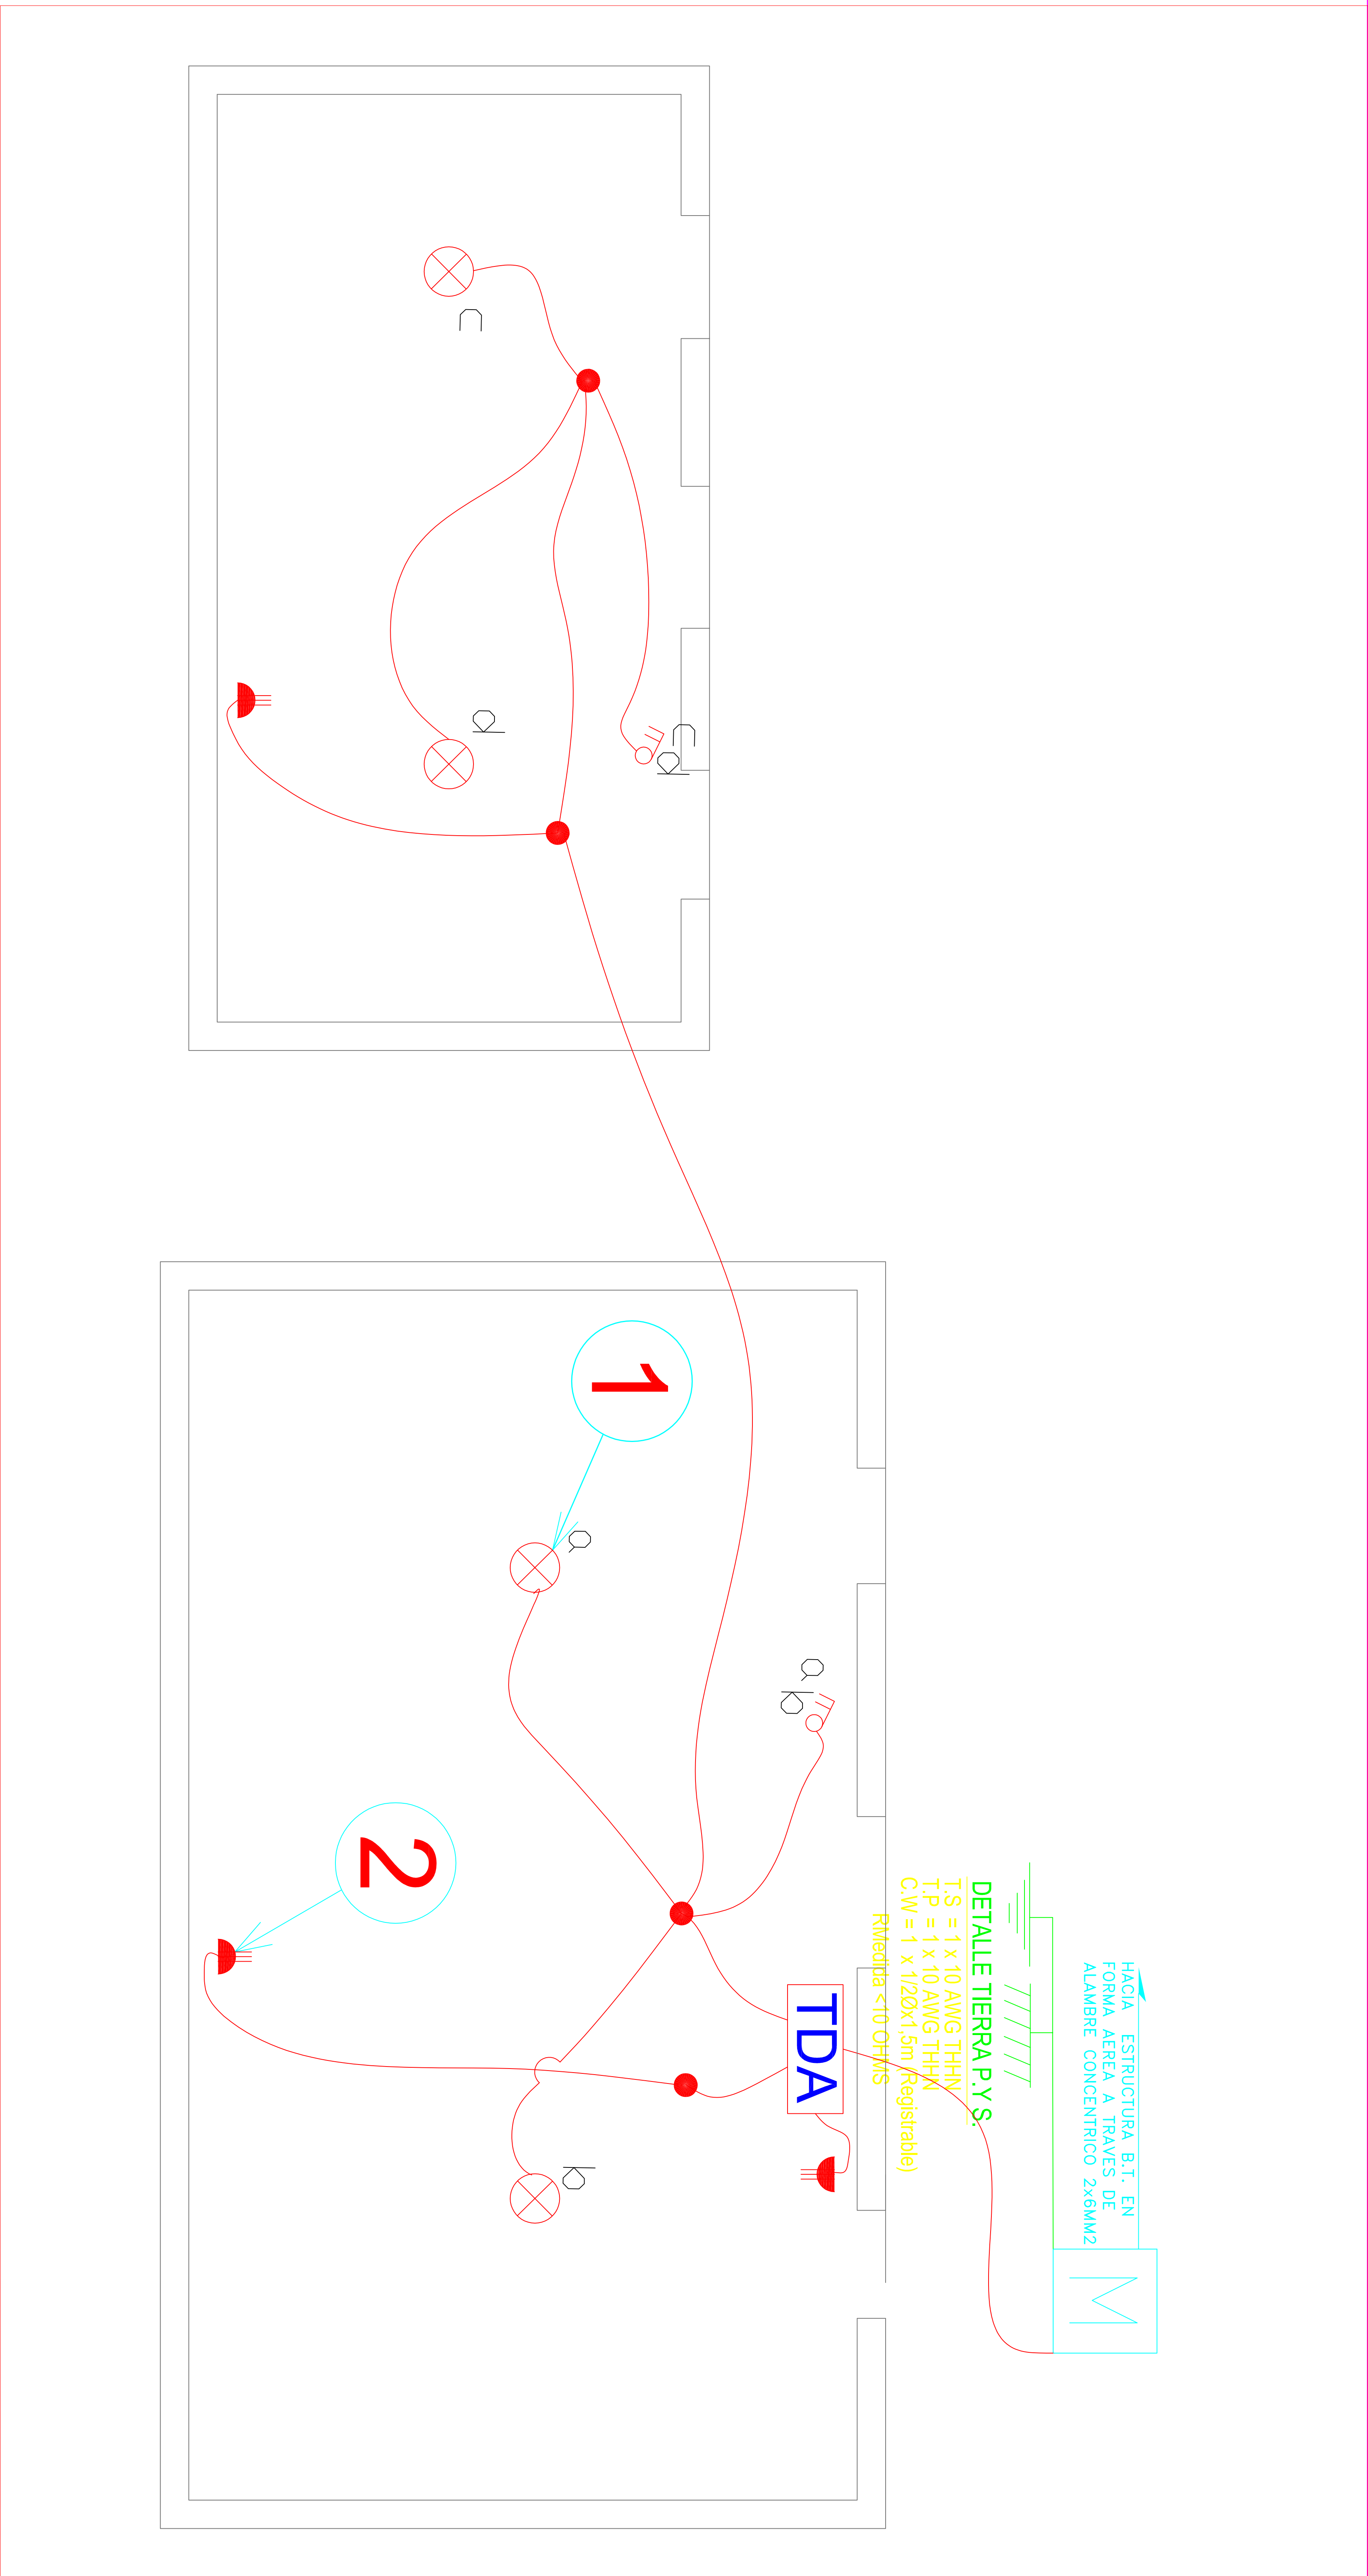 HACIA ESTRUCTURA B.T. EN
FORMA AEREA A TRAVES DE
ALAMBRE CONCENTRICO 2x6MM2
M
DETALLE TIERRA P.Y S.
T.S = 1 x 10 AWG THHN
T.P = 1 x 10 AWG THHN
C.W = 1 x 1/2Øx1,5m (Registrable)
RMedida <10 OHMS
TDA
a
b
c
d
1
a
2
b
c
d